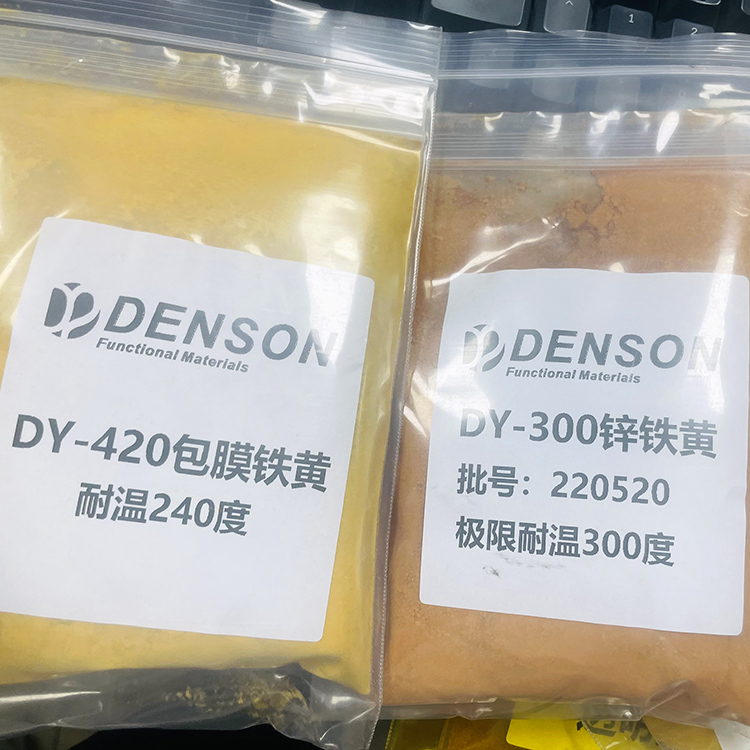 DENSON
Functional Materials
DY-420包膜铁黄
耐温240度
DENSON
Functional Materials
DY-300锌铁黄
批号：220520
极限耐温300度
1
2